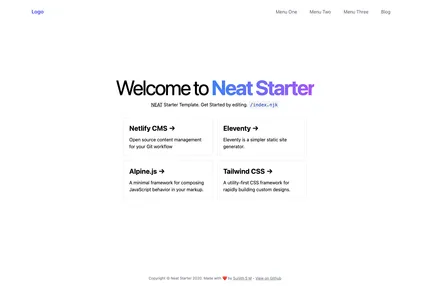 Logo
Menu One Menu Two Menu Three Blog
Welcome to Neat Starter
NEAT Starter Template. Get Started by editing. /index.njk
Netlify CMS →
Open source content management
for your Git workflow
Eleventy →
Eleventy is a simpler static site
generator.
Alpine.js →
A minimal framework for composing
JavaScript behavior in your markup.
Tailwind CSS →
A utility-first CSS framework for
rapidly building custom designs.
Copyright © Neat Starter 2020. Made with ❤️ by Surjith S M - View on Github